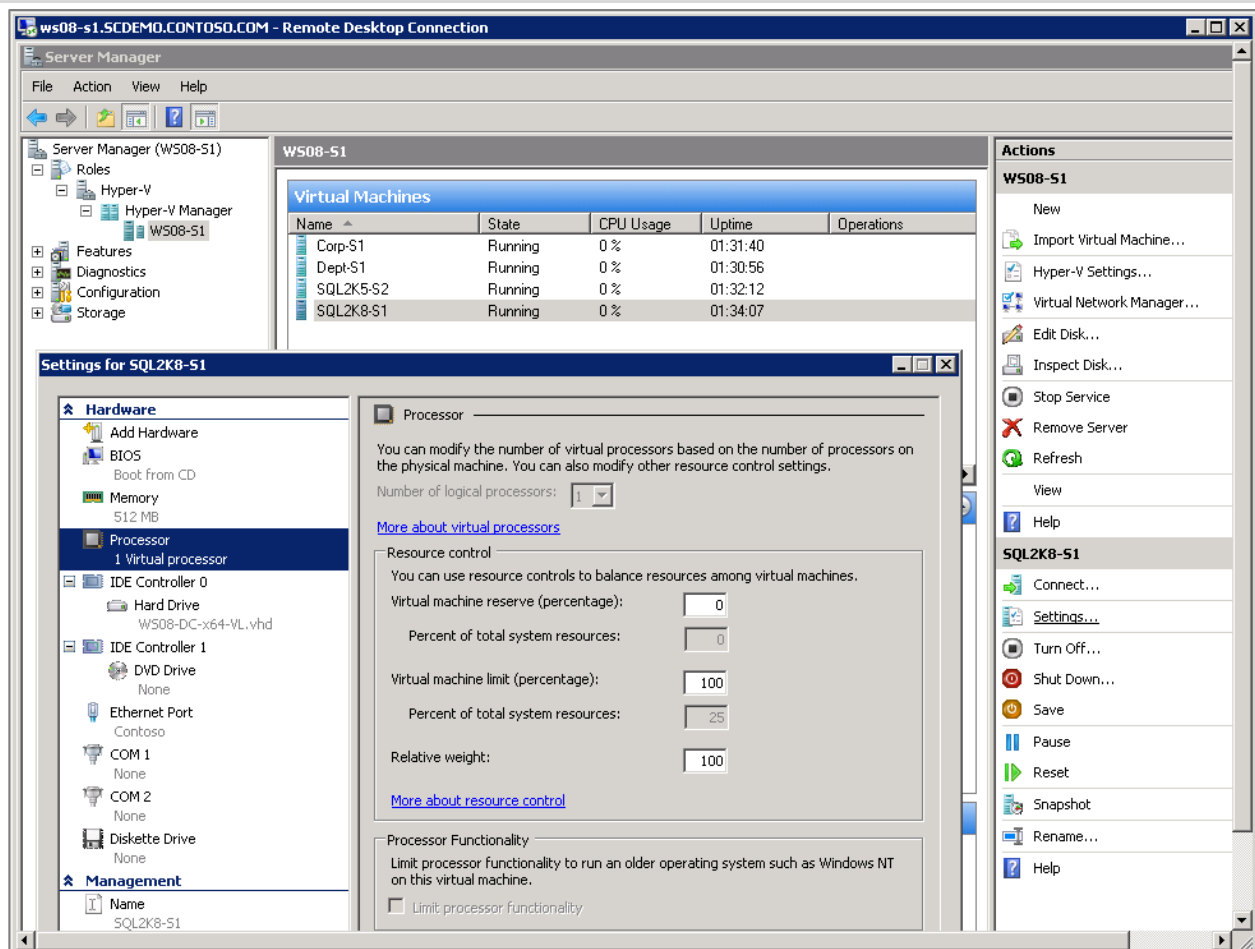 ws08-s1.SCDEMO.CONTOSO.COM - Remote Desktop Connection
Server Manager
File Action View Help
Server Manager (WS08-S1)
Roles
Hyper-V
Hyper-V Manager
WS08-S1
Features
Diagnostics
Configuration
Storage
WS08-S1
Virtual Machines
Name State CPU Usage Uptime Operations
Corp-S1 Running 0 % 01:31:40
Dept-S1 Running 0 % 01:30:56
SQL2K5-S2 Running 0 % 01:32:12
SQL2K8-S1 Running 0 % 01:34:07
Settings for SQL2K8-S1
Hardware
Add Hardware
BIOS
Boot from CD
Memory
512 MB
Processor
1 Virtual processor
IDE Controller 0
Hard Drive
WS08-DC-x64-VL.vhd
IDE Controller 1
DVD Drive
None
Ethernet Port
Contoso
COM 1
None
COM 2
None
Diskette Drive
None
Management
Name
SQL2K8-S1
Processor
You can modify the number of virtual processors based on the number of processors on
the physical machine. You can also modify other resource control settings.
Number of logical processors: 1
More about virtual processors
Resource control
You can use resource controls to balance resources among virtual machines.
Virtual machine reserve (percentage): 0
Percent of total system resources: 0
Virtual machine limit (percentage): 100
Percent of total system resources: 25
Relative weight: 100
More about resource control
Processor Functionality
Limit processor functionality to run an older operating system such as Windows NT
on this virtual machine.
Limit processor functionality
Actions
WS08-S1
New
Import Virtual Machine...
Hyper-V Settings...
Virtual Network Manager...
Edit Disk...
Inspect Disk...
Stop Service
Remove Server
Refresh
View
Help
SQL2K8-S1
Connect...
Settings...
Turn Off...
Shut Down...
Save
Pause
Reset
Snapshot
Rename...
Help